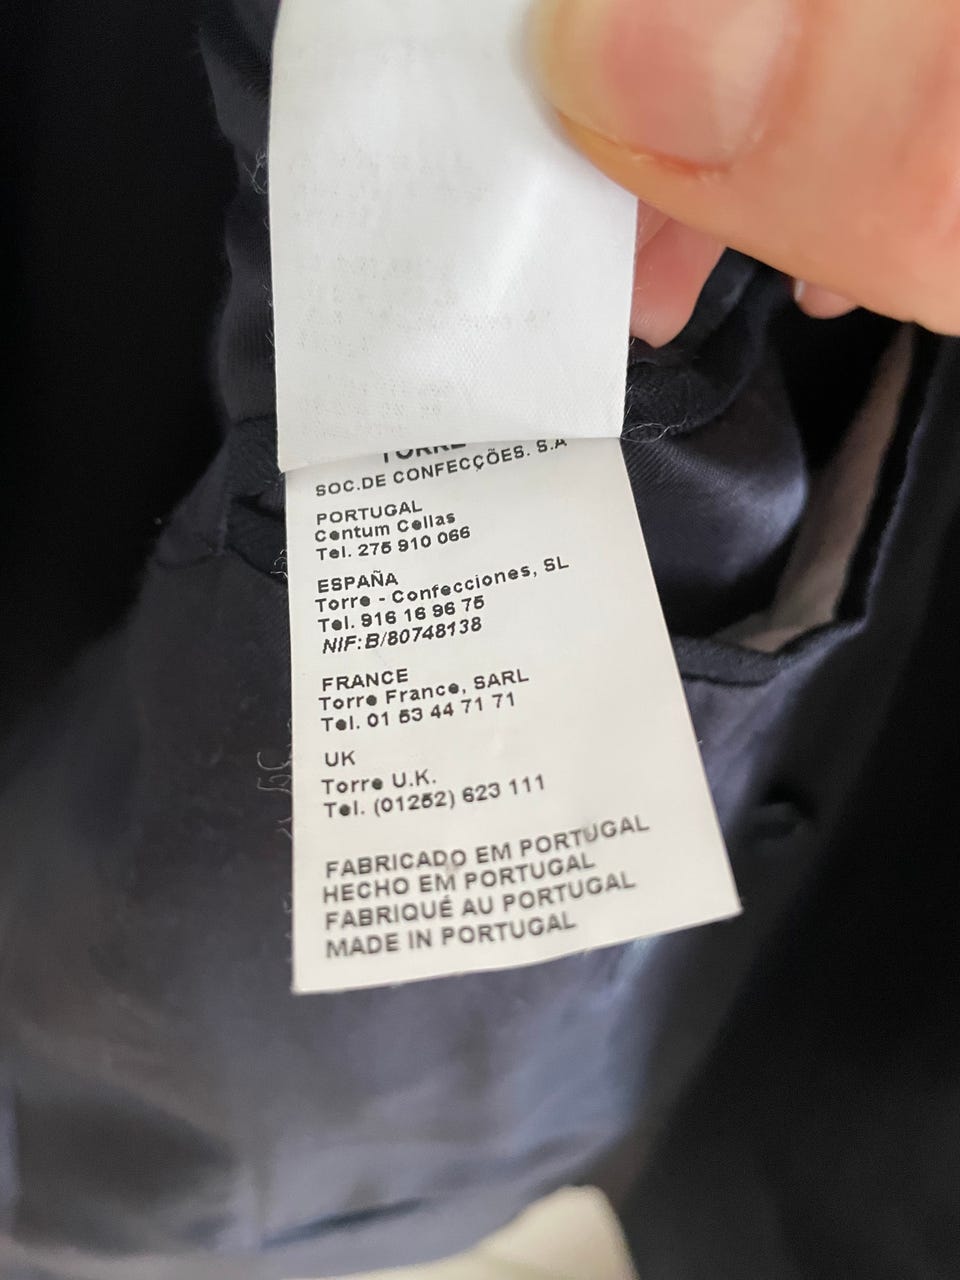 TORRE
SOC.DE CONFECÇÕES. S.A
PORTUGAL
Centum Cellas
Tel. 275 910 066
ESPAÑA
Torre - Confecciones, SL
Tel. 916 16 96 75
NIF:B/80748138
FRANCE
Torre France, SARL
Tel. 01 53 44 71 71
UK
Torre U.K.
Tel. (01252) 623 111
FABRICADO EM PORTUGAL
HECHO EM PORTUGAL
FABRIQUÉ AU PORTUGAL
MADE IN PORTUGAL